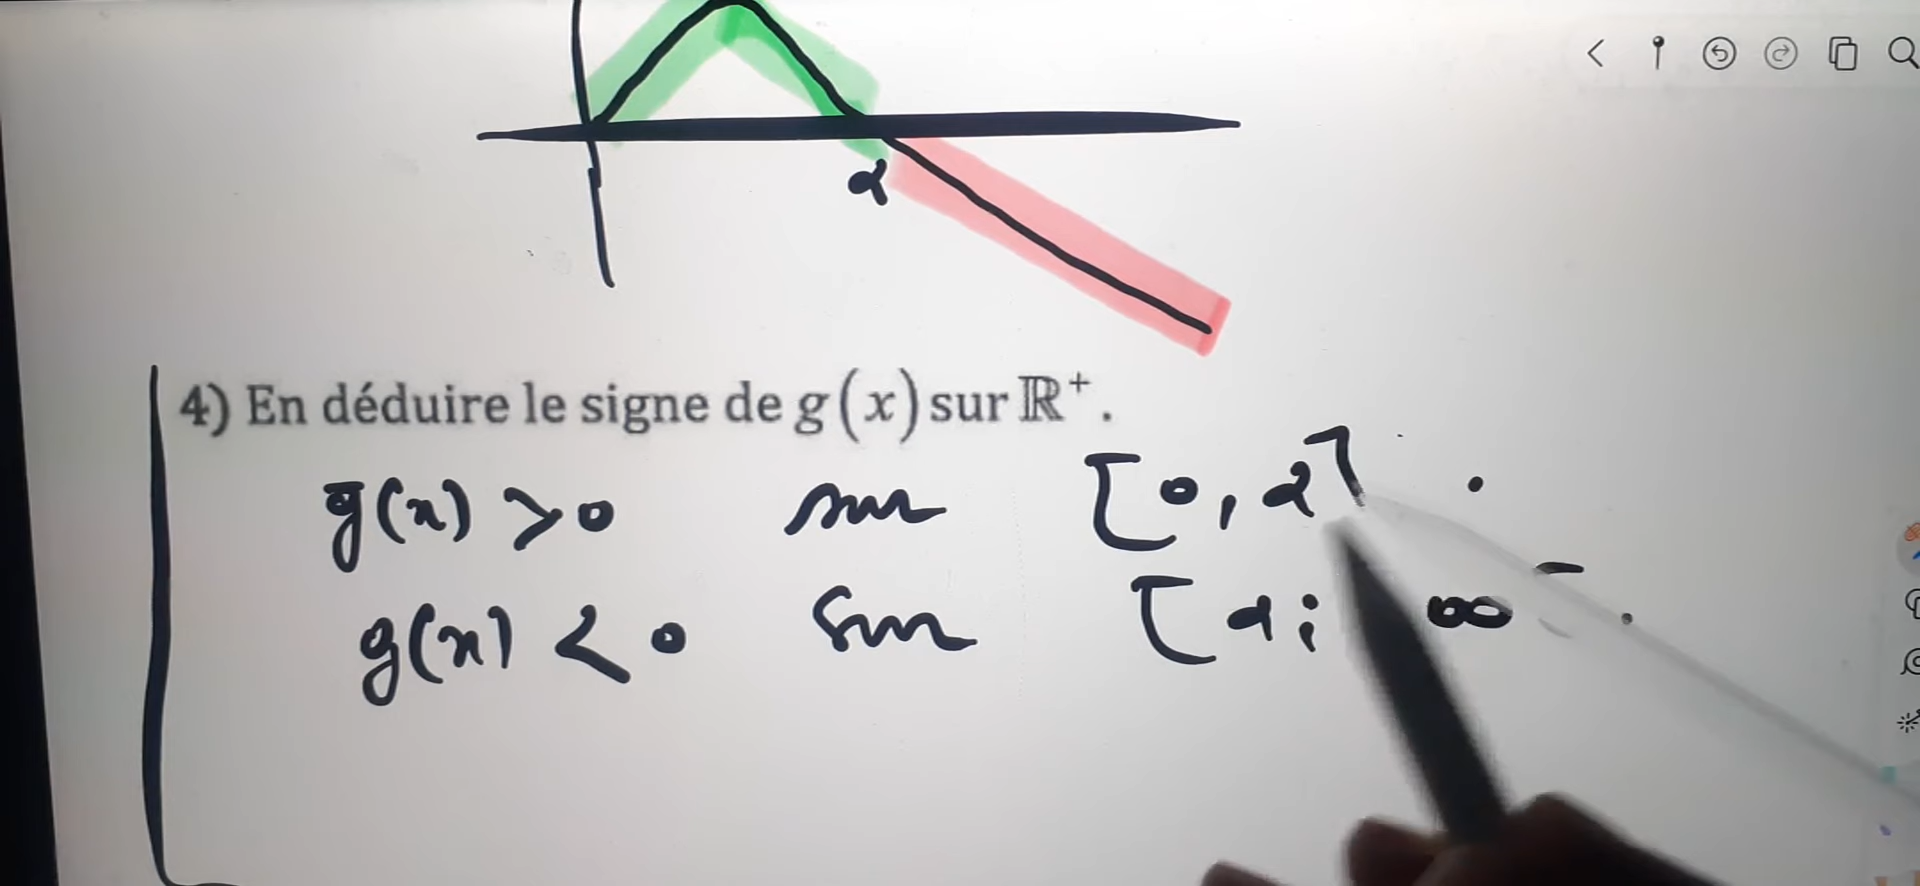 α
4) En déduire le signe de g(x) sur ℝ⁺.
g(x) > 0 sur [0, α]
g(x) < 0 sur [α; ∞